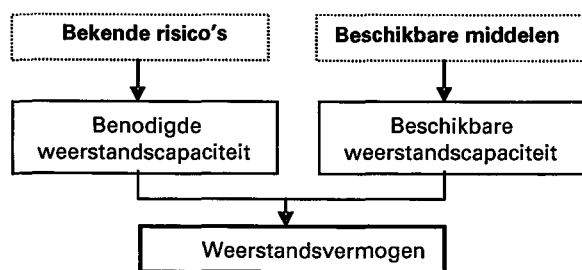 Bekende risico's
Beschikbare middelen
Benodigde
weerstandscapaciteit
Beschikbare
weerstandscapaciteit
Weerstandsvermogen